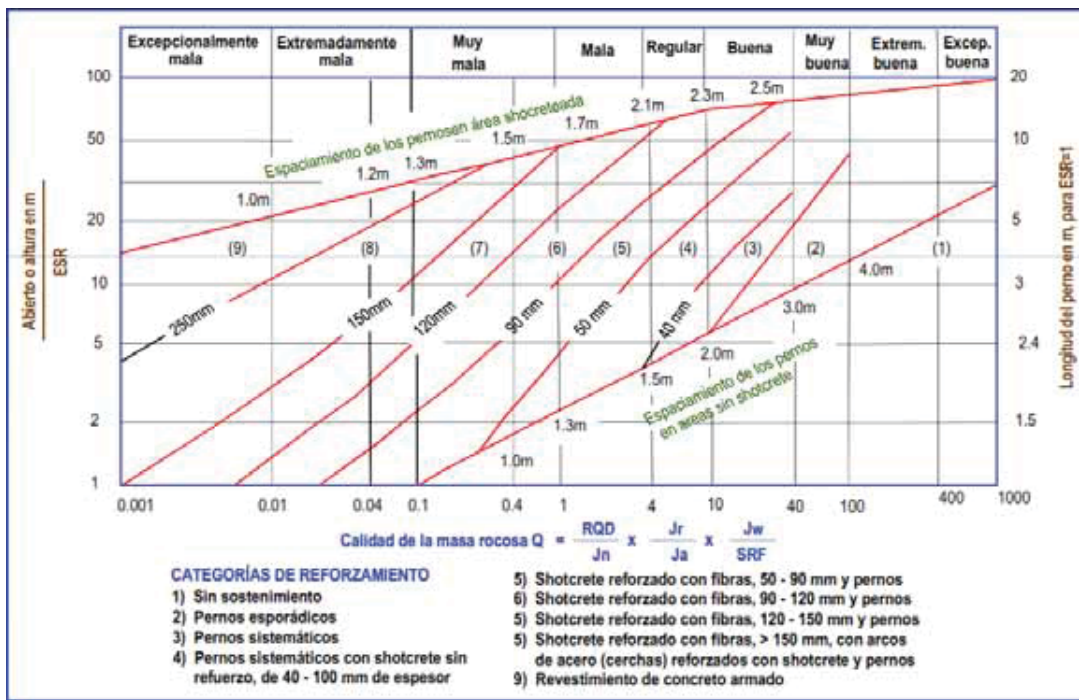 Excepcionalmente mala
Extremadamente mala
Muy mala
Mala
Regular
Buena
Muy buena
Extrem. buena
Excep. buena
100
50
20
10
5
2
1
Abierto o altura en m
ESR
20
10
5
3
2.4
1.5
Longitud del perno en m, para ESR=1
Espaciamiento de los pernosen área shocreteada
1.0m
1.2m
1.3m
1.5m
1.7m
2.1m
2.3m
2.5m
(9)
(8)
(7)
(6)
(5)
(4)
(3)
(2)
(1)
250mm
150mm
120mm
90 mm
50 mm
40 mm
4.0m
3.0m
2.0m
1.5m
1.3m
1.0m
Espaciamiento de los pernos
en areas sin shotcrete
0.001
0.01
0.04
0.1
0.4
1
4
10
40
100
400
1000
Calidad de la masa rocosa Q = RQD / Jn x Jr / Ja x Jw / SRF
CATEGORÍAS DE REFORZAMIENTO
1) Sin sostenimiento
2) Pernos esporádicos
3) Pernos sistemáticos
4) Pernos sistemáticos con shotcrete sin
refuerzo, de 40 - 100 mm de espesor
5) Shotcrete reforzado con fibras, 50 - 90 mm y pernos
6) Shotcrete reforzado con fibras, 90 - 120 mm y pernos
5) Shotcrete reforzado con fibras, 120 - 150 mm y pernos
5) Shotcrete reforzado con fibras, > 150 mm, con arcos
de acero (cerchas) reforzados con shotcrete y pernos
9) Revestimiento de concreto armado